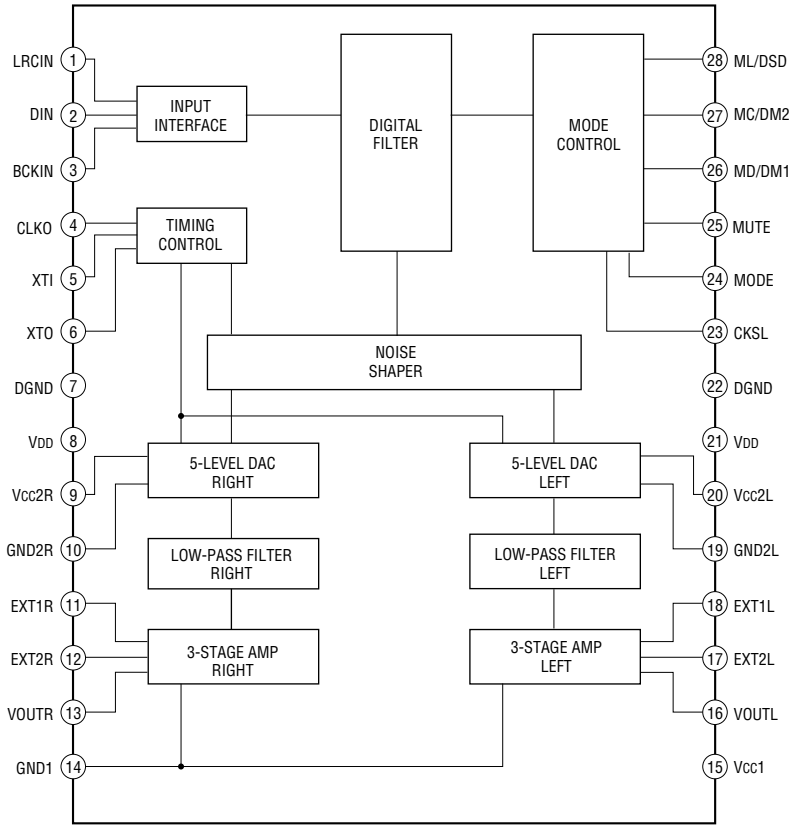 LRCIN 1
DIN 2
BCKIN 3
CLKO 4
XTI 5
XTO 6
DGND 7
VDD 8
VCC2R 9
GND2R 10
EXT1R 11
EXT2R 12
VOUTR 13
GND1 14
INPUT
INTERFACE
TIMING
CONTROL
DIGITAL
FILTER
MODE
CONTROL
NOISE
SHAPER
5-LEVEL DAC
RIGHT
5-LEVEL DAC
LEFT
LOW-PASS FILTER
RIGHT
LOW-PASS FILTER
LEFT
3-STAGE AMP
RIGHT
3-STAGE AMP
LEFT
28 ML/DSD
27 MC/DM2
26 MD/DM1
25 MUTE
24 MODE
23 CKSL
22 DGND
21 VDD
20 VCC2L
19 GND2L
18 EXT1L
17 EXT2L
16 VOUTL
15 VCC1